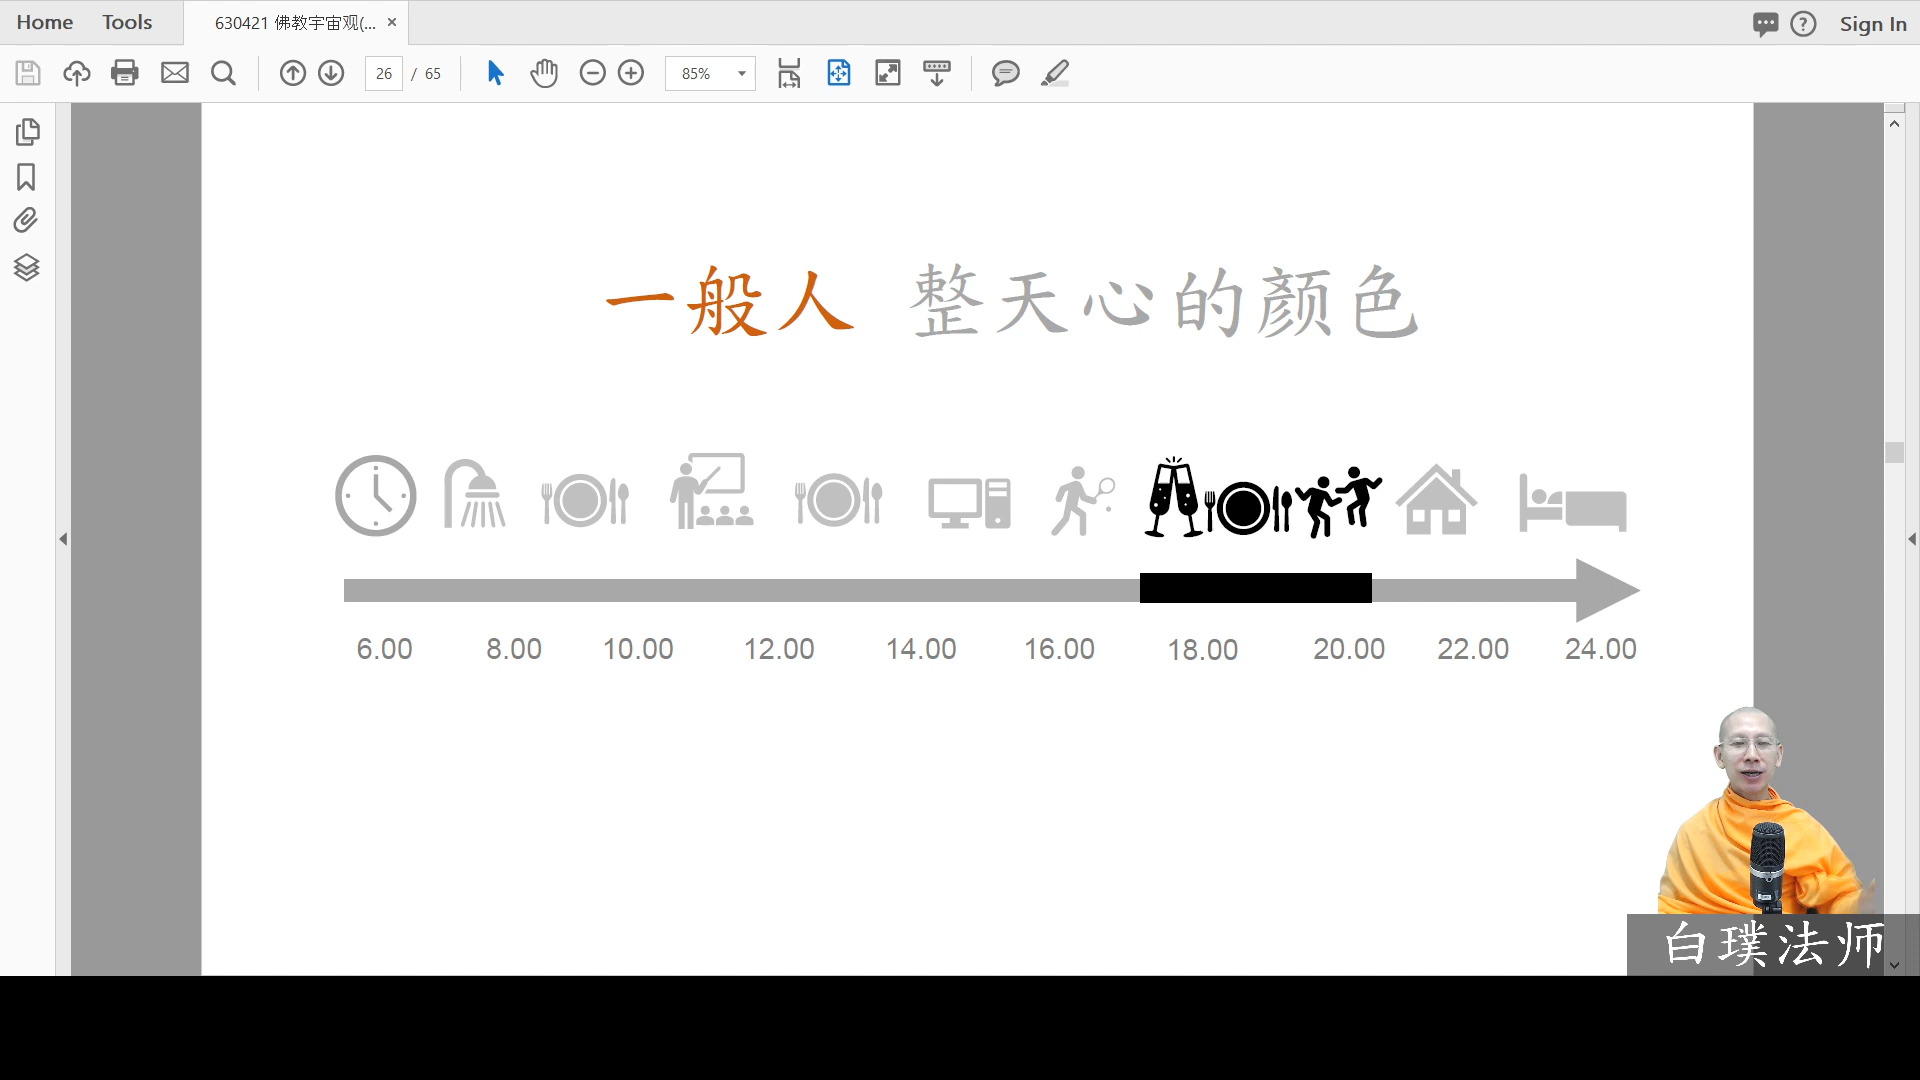 Home Tools 630421 佛教宇宙观(... × Sign In
26 / 65 85%
一般人 整天心的颜色
6.00 8.00 10.00 12.00 14.00 16.00 18.00 20.00 22.00 24.00
白璞法师